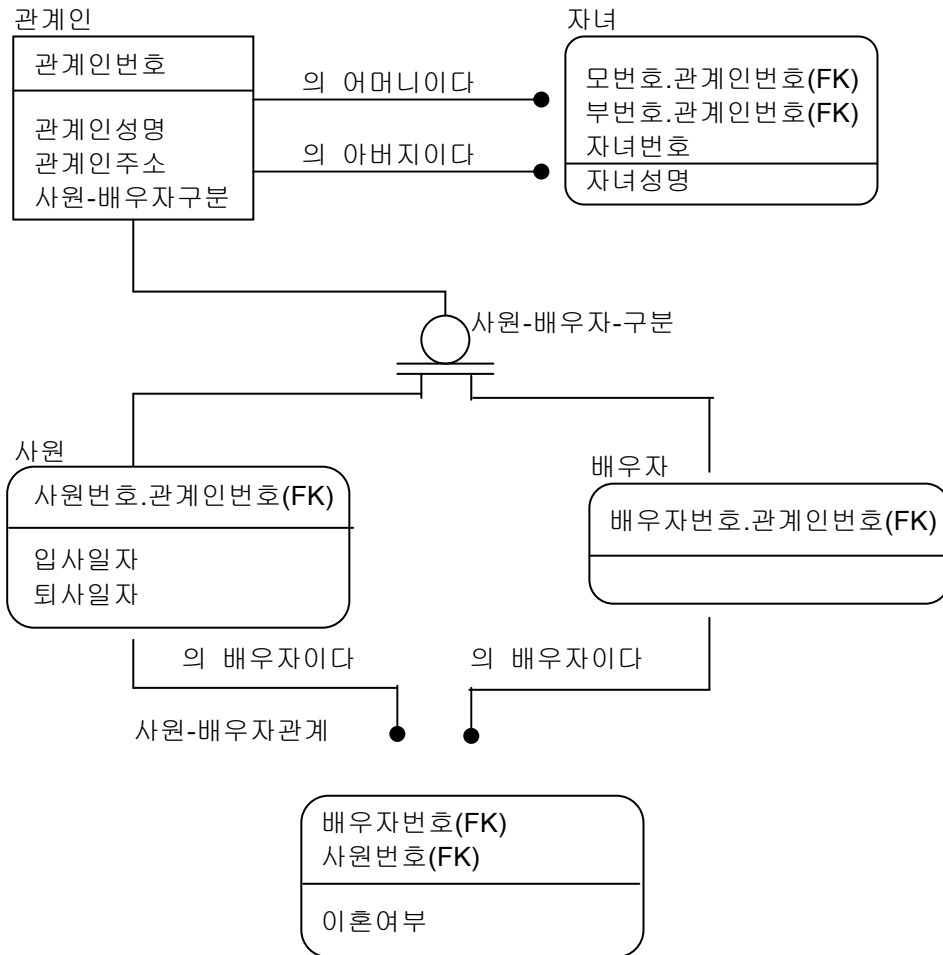 관계인
관계인번호
관계인성명
관계인주소
사원-배우자구분
의 어머니이다
의 아버지이다
자녀
모번호.관계인번호(FK)
부번호.관계인번호(FK)
자녀번호
자녀성명
사원-배우자-구분
사원
사원번호.관계인번호(FK)
입사일자
퇴사일자
배우자
배우자번호.관계인번호(FK)
의 배우자이다
의 배우자이다
사원-배우자관계
배우자번호(FK)
사원번호(FK)
이혼여부